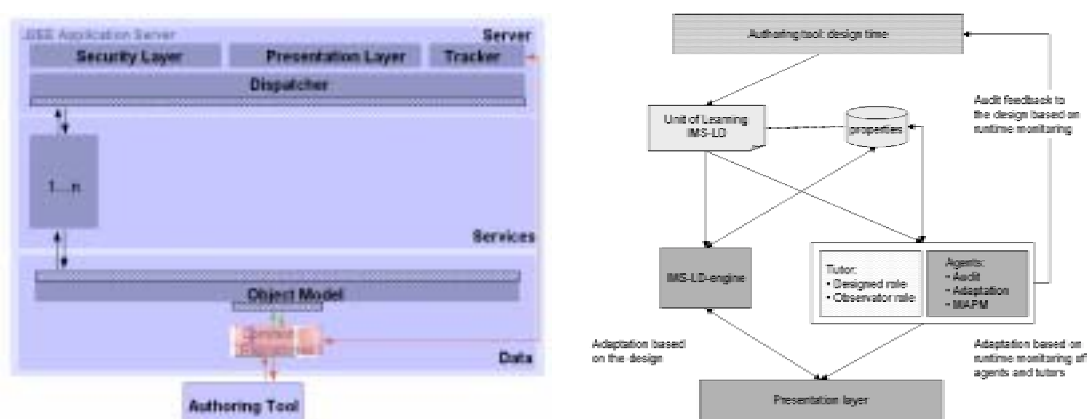 J2EE Application Server
Server
Security Layer
Presentation Layer
Tracker
Dispatcher
1....n
Services
Object Model
Data
Authoring Tool
Authoring tool: design time
Audit feedback to
the design based on
runtime monitoring
Unit of Learning
IMS-LD
properties
IMS-LD-engine
Tutor:
• Designed role
• Observator role
Agents:
- Audit
- Adaptation
- MAPM
Adaptation based
on the design
Adaptation based on
runtime monitoring of
agents and tutors
Presentation layer